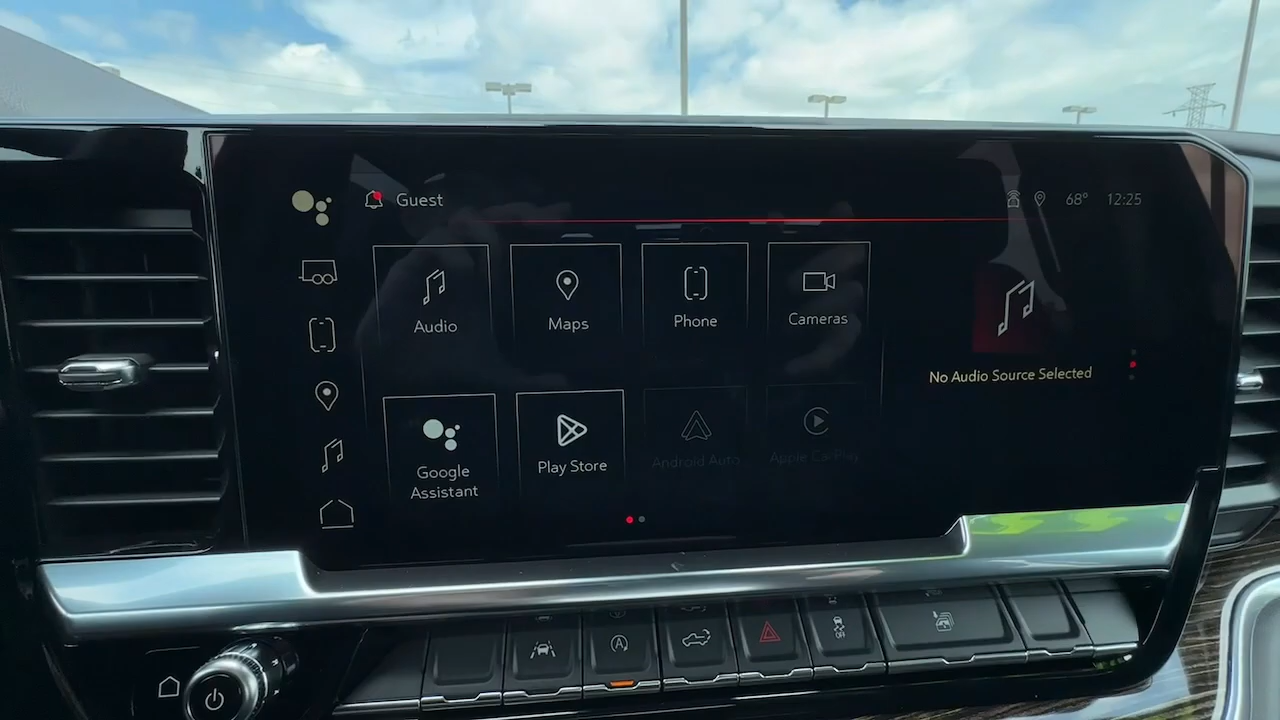 Guest
68°
12:25
Audio
Maps
Phone
Cameras
No Audio Source Selected
Google
Assistant
Play Store
Android Auto
Apple CarPlay
A
OFF